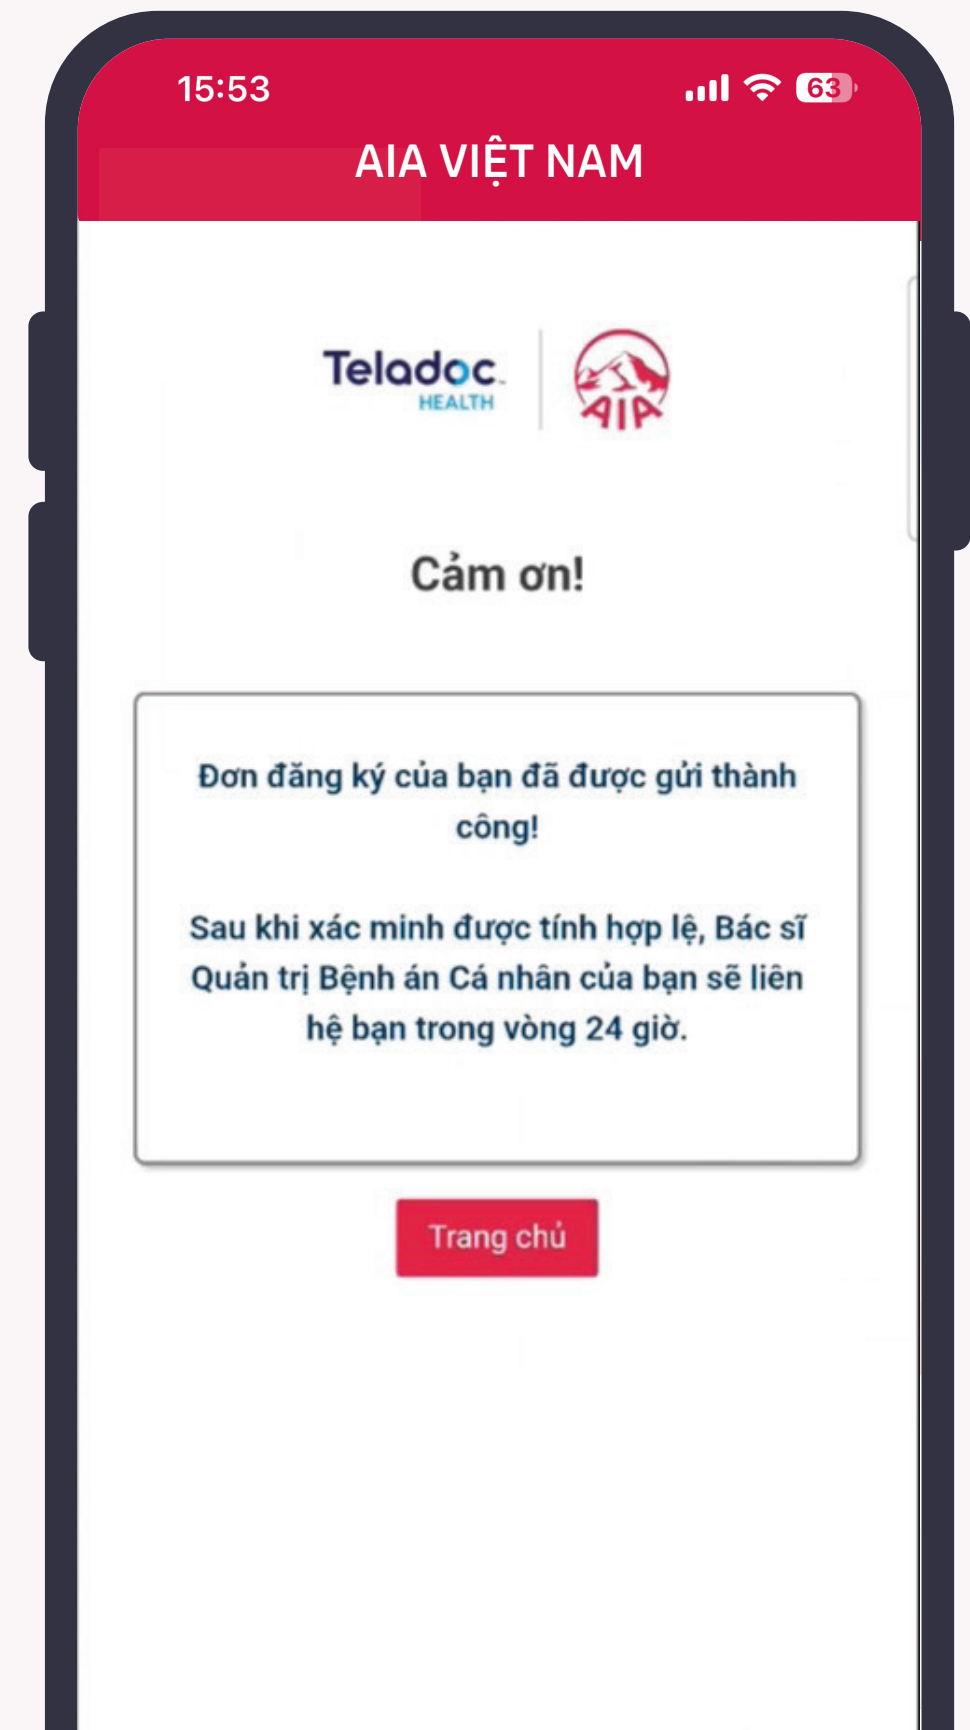 15:53
63
AIA VIỆT NAM
Teladoc
HEALTH
AIA
Cảm ơn!
Đơn đăng ký của bạn đã được gửi thành
công!
Sau khi xác minh được tính hợp lệ, Bác sĩ
Quản trị Bệnh án Cá nhân của bạn sẽ liên
hệ bạn trong vòng 24 giờ.
Trang chủ